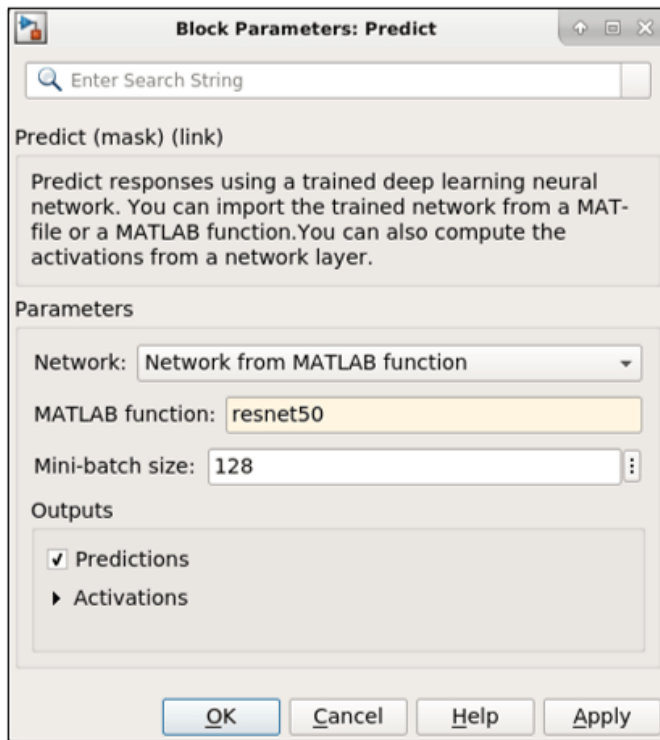 Block Parameters: Predict
Enter Search String
Predict (mask) (link)
Predict responses using a trained deep learning neural
network. You can import the trained network from a MAT-
file or a MATLAB function.You can also compute the
activations from a network layer.
Parameters
Network: Network from MATLAB function
MATLAB function: resnet50
Mini-batch size: 128
Outputs
Predictions
Activations
OK Cancel Help Apply